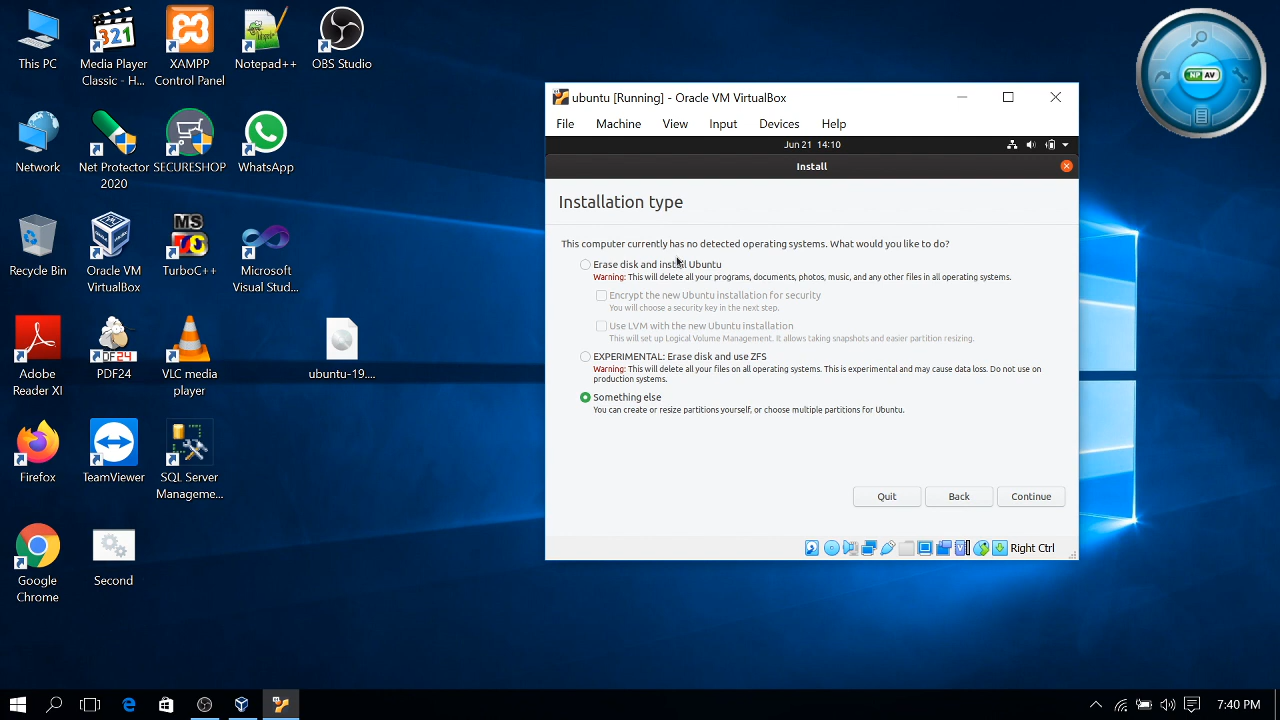 This PC
Media Player
Classic - H...
XAMPP
Control Panel
Notepad++
OBS Studio
Network
Net Protector
2020
SECURESHOP
WhatsApp
Recycle Bin
Oracle VM
VirtualBox
MS
TurboC++
Microsoft
Visual Stud...
Adobe
Reader XI
DF24
PDF24
VLC media
player
ubuntu-19....
Firefox
TeamViewer
SQL Server
Manageme...
Google
Chrome
Second
321
NP AV
ubuntu [Running] - Oracle VM VirtualBox
File Machine View Input Devices Help
Jun 21 14:10
Install
Installation type
This computer currently has no detected operating systems. What would you like to do?
Erase disk and install Ubuntu
Warning: This will delete all your programs, documents, photos, music, and any other files in all operating systems.
Encrypt the new Ubuntu installation for security
You will choose a security key in the next step.
Use LVM with the new Ubuntu installation
This will set up Logical Volume Management. It allows taking snapshots and easier partition resizing.
EXPERIMENTAL: Erase disk and use ZFS
Warning: This will delete all your files on all operating systems. This is experimental and may cause data loss. Do not use on
production systems.
Something else
You can create or resize partitions yourself, or choose multiple partitions for Ubuntu.
Quit Back Continue
Right Ctrl
7:40 PM